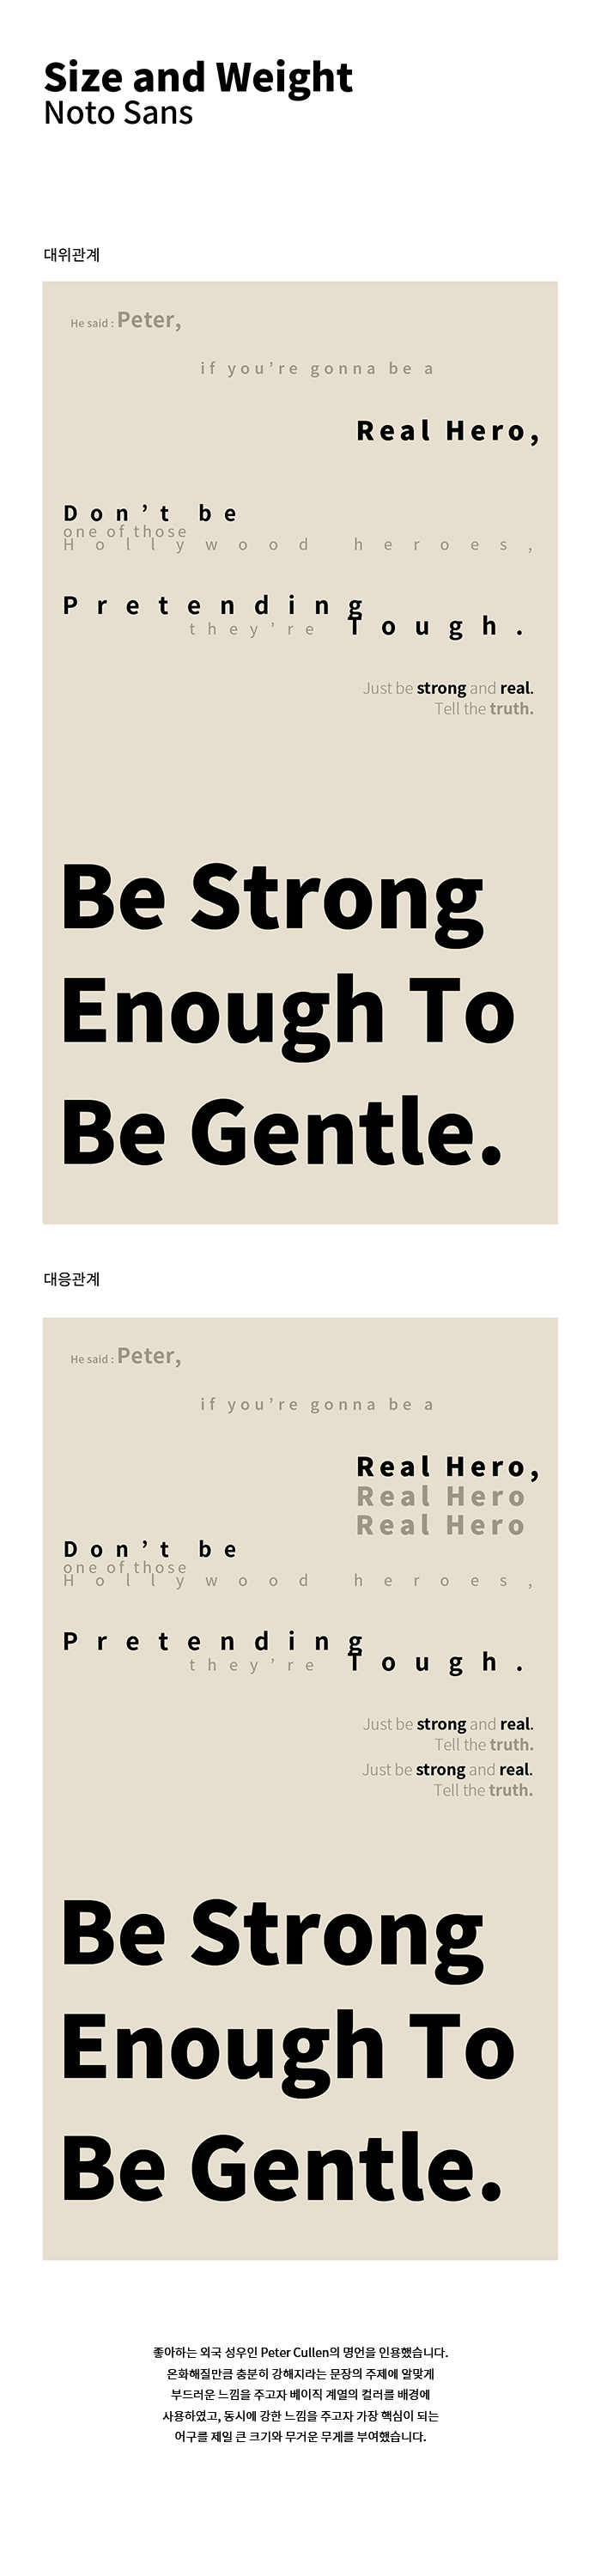 Size and Weight
Noto Sans
대위관계
He said : Peter,
if you’re gonna be a
Real Hero,
Don’t be
one of those
Hollywood heroes,
Pretending
they’re Tough.
Just be strong and real.
Tell the truth.
Be Strong
Enough To
Be Gentle.
대응관계
He said : Peter,
if you’re gonna be a
Real Hero,
Real Hero
Real Hero
Don’t be
one of those
Hollywood heroes,
Pretending
they’re Tough.
Just be strong and real.
Tell the truth.
Just be strong and real.
Tell the truth.
Be Strong
Enough To
Be Gentle.
좋아하는 외국 성우인 Peter Cullen의 명언을 인용했습니다.
온화해질만큼 충분히 강해지라는 문장의 주제에 알맞게
부드러운 느낌을 주고자 베이직 계열의 컬러를 배경에
사용하였고, 동시에 강한 느낌을 주고자 가장 핵심이 되는
어구를 제일 큰 크기와 무거운 무게를 부여했습니다.